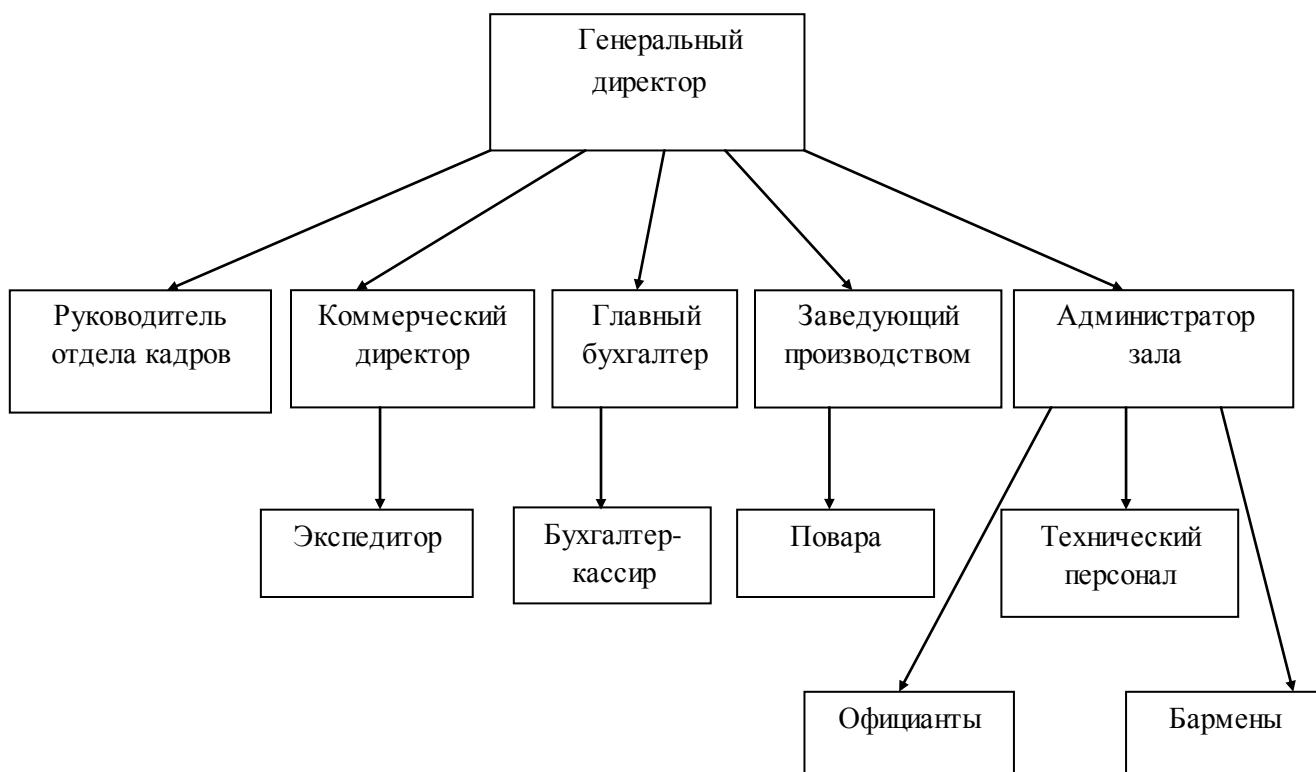 Генеральный
директор
Руководитель
отдела кадров
Коммерческий
директор
Главный
бухгалтер
Заведующий
производством
Администратор
зала
Экспедитор
Бухгалтер-
кассир
Повара
Технический
персонал
Официанты
Бармены